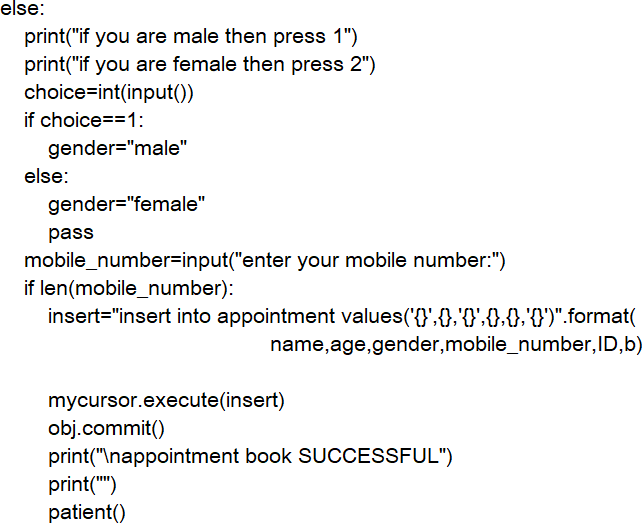 else:
    print("if you are male then press 1")
    print("if you are female then press 2")
    choice=int(input())
    if choice==1:
        gender="male"
    else:
        gender="female"
        pass
    mobile_number=input("enter your mobile number:")
    if len(mobile_number):
        insert="insert into appointment values('{}',{},'{}',{},{},'{}')".format(
                                             name,age,gender,mobile_number,ID,b)
        mycursor.execute(insert)
        obj.commit()
        print("\nappointment book SUCCESSFUL")
        print("")
        patient()